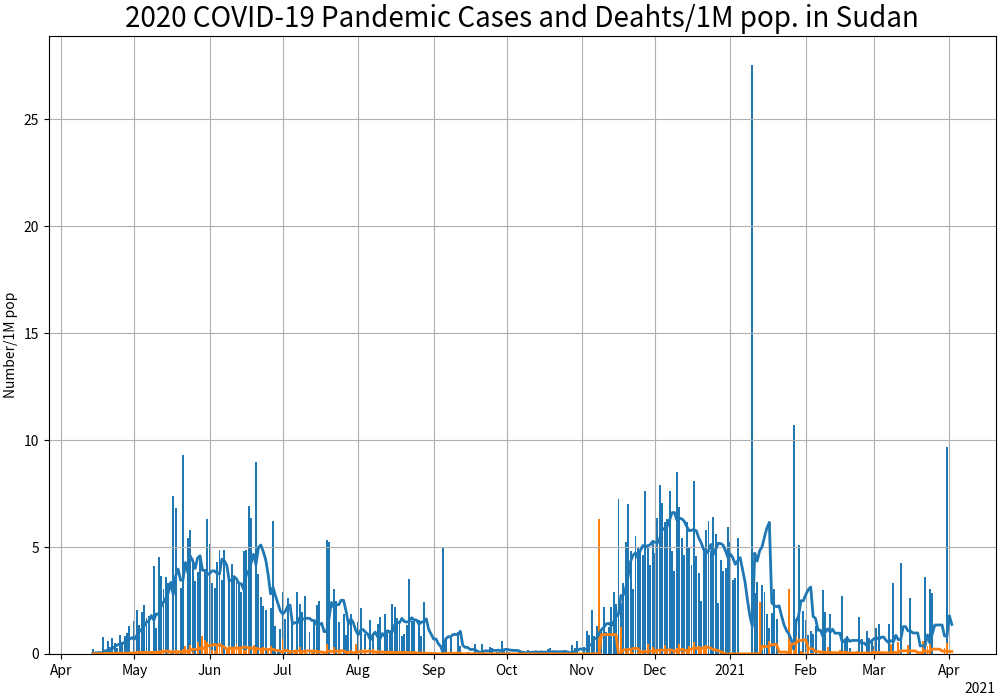 2020 COVID-19 Pandemic Cases and Deahts/1M pop. in Sudan
Number/1M pop
25
20
15
10
5
0
Apr May Jun Jul Aug Sep Oct Nov Dec 2021 Feb Mar Apr
2021